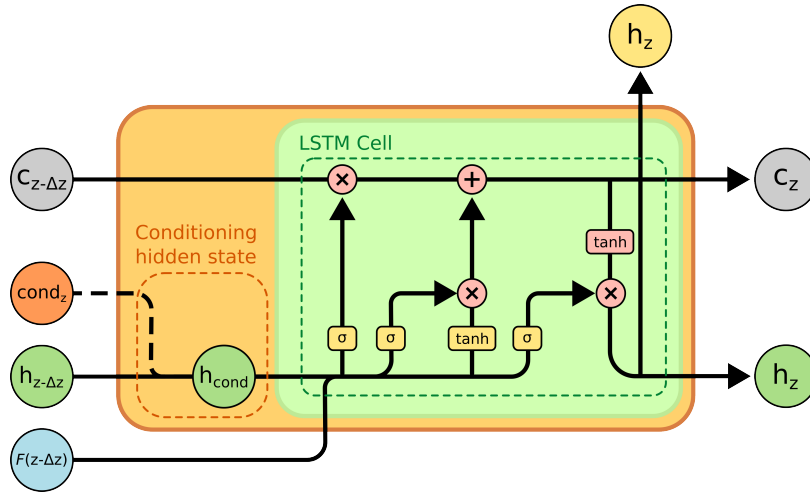 h_z
LSTM Cell
c_z-Δz
×
+
c_z
Conditioning
hidden state
tanh
cond_z
×
×
σ
σ
tanh
σ
h_z-Δz
h_cond
h_z
F(z-Δz)